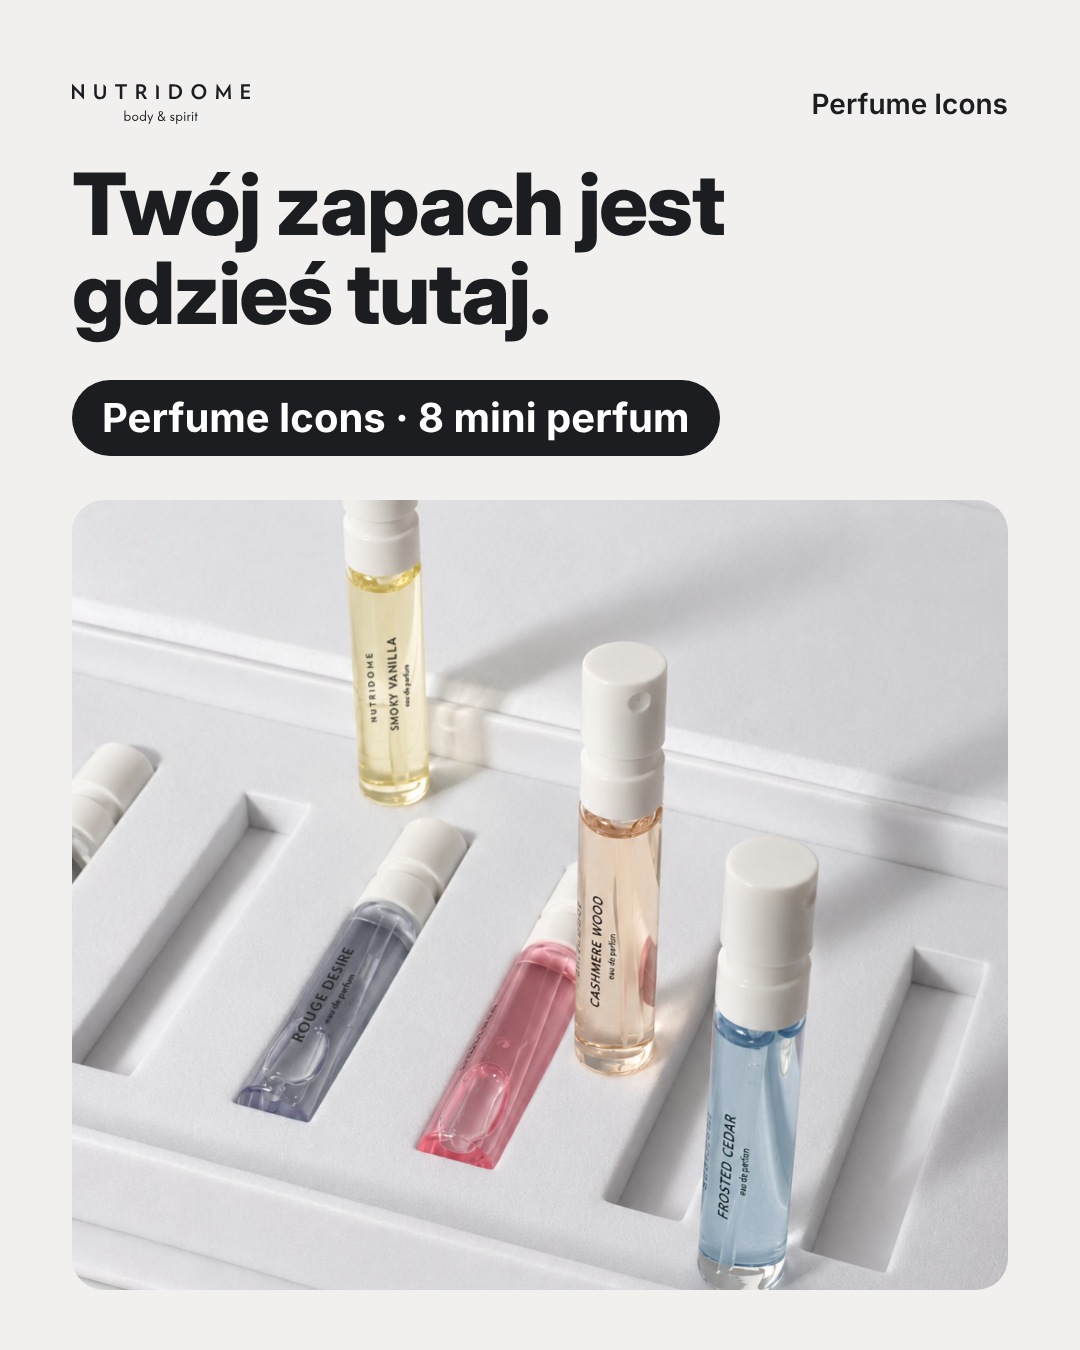 NUTRIDOME
body & spirit
Perfume Icons
Twój zapach jest
gdzieś tutaj.
Perfume Icons · 8 mini perfum
NUTRIDOME
SMOKY VANILLA
eau de parfum
ROUGE DESIRE
eau de parfum
CASHMERE WOOD
eau de parfum
FROSTED CEDAR
eau de parfum